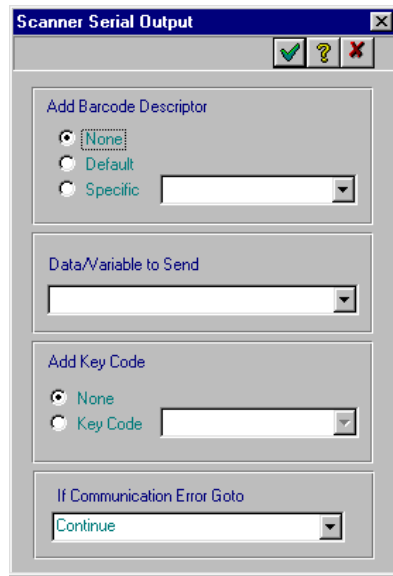 Scanner Serial Output
Add Barcode Descriptor
None
Default
Specific
Data/Variable to Send
Add Key Code
None
Key Code
If Communication Error Goto
Continue